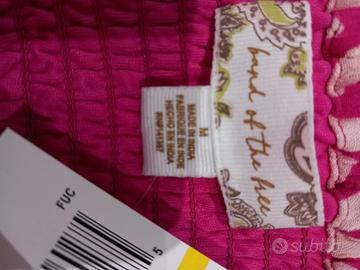 band of the free
M
MADE IN INDIA
FABRIQUÉ EN INDE
HECHO EN INDIA
FUC
5
subito